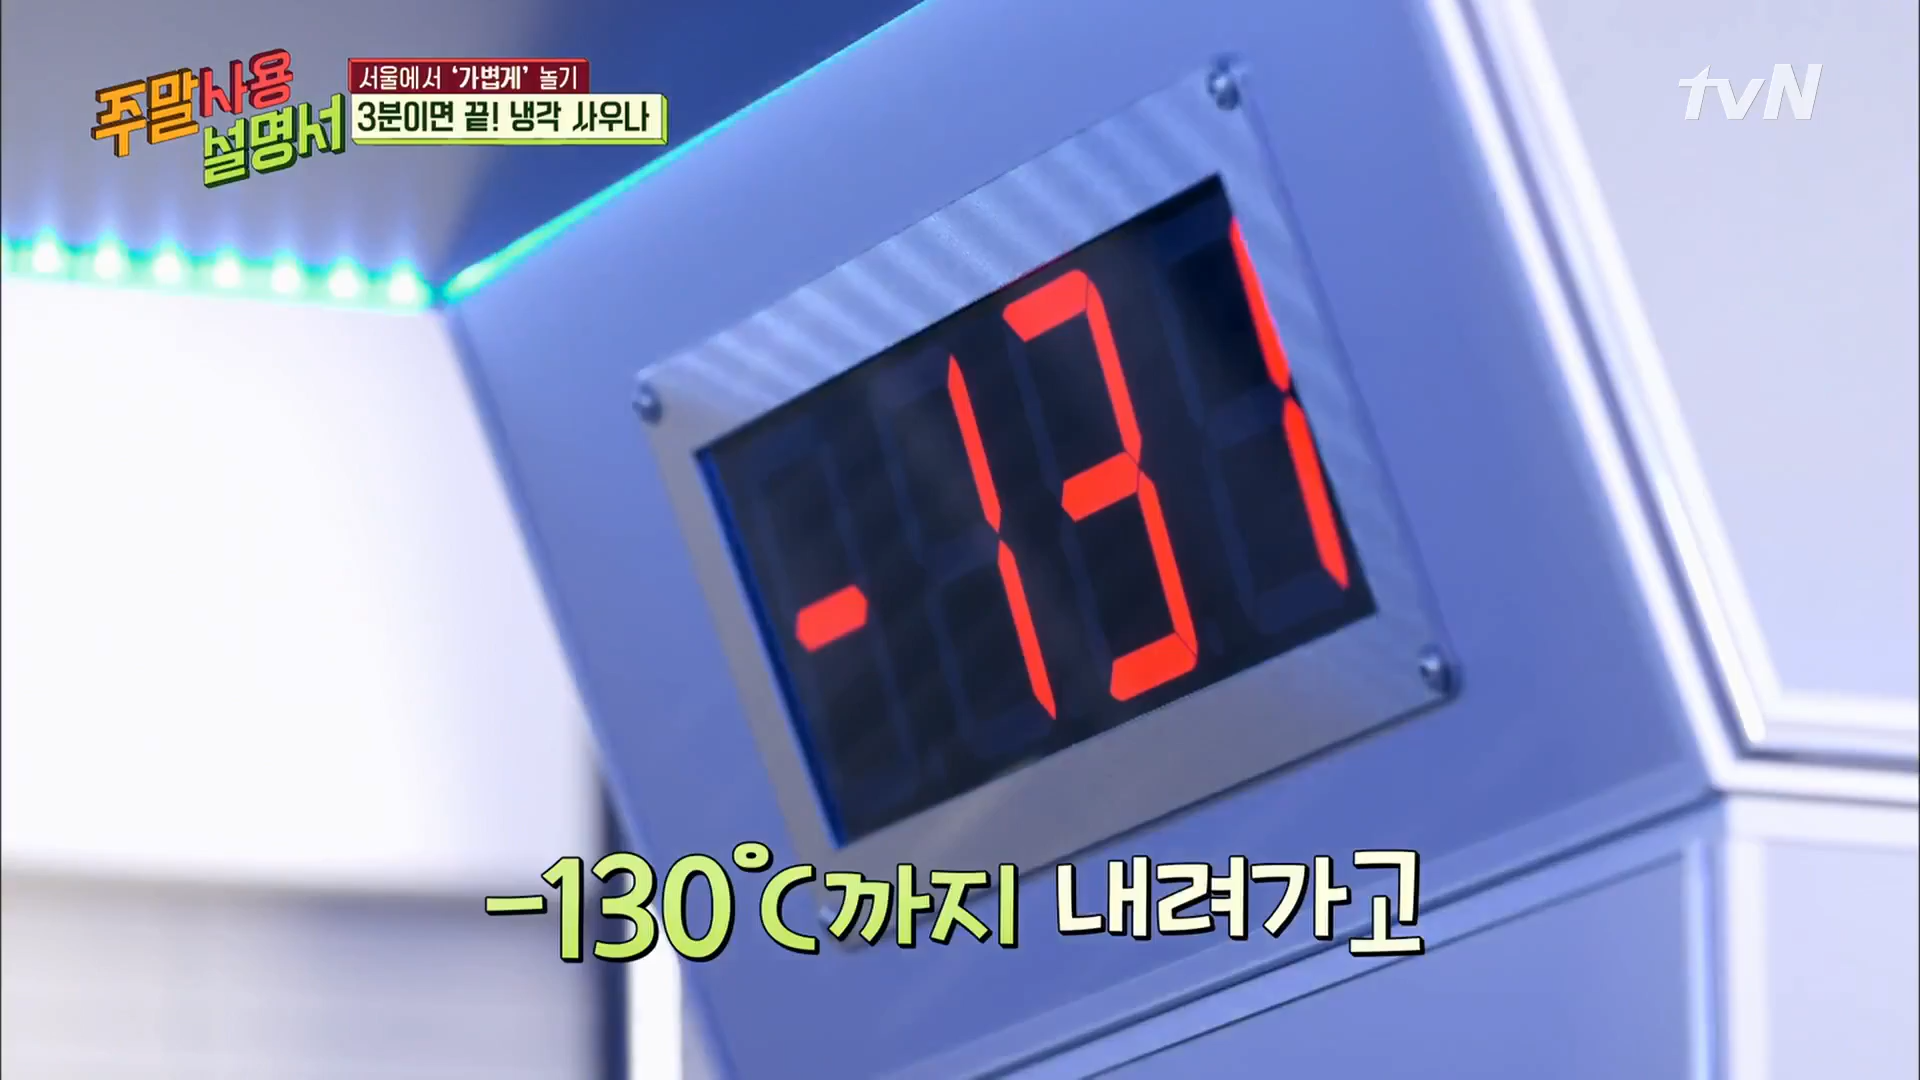 주말사용
설명서
서울에서 '가볍게' 놀기
3분이면 끝! 냉각 사우나
tvN
-131
-130℃까지 내려가고